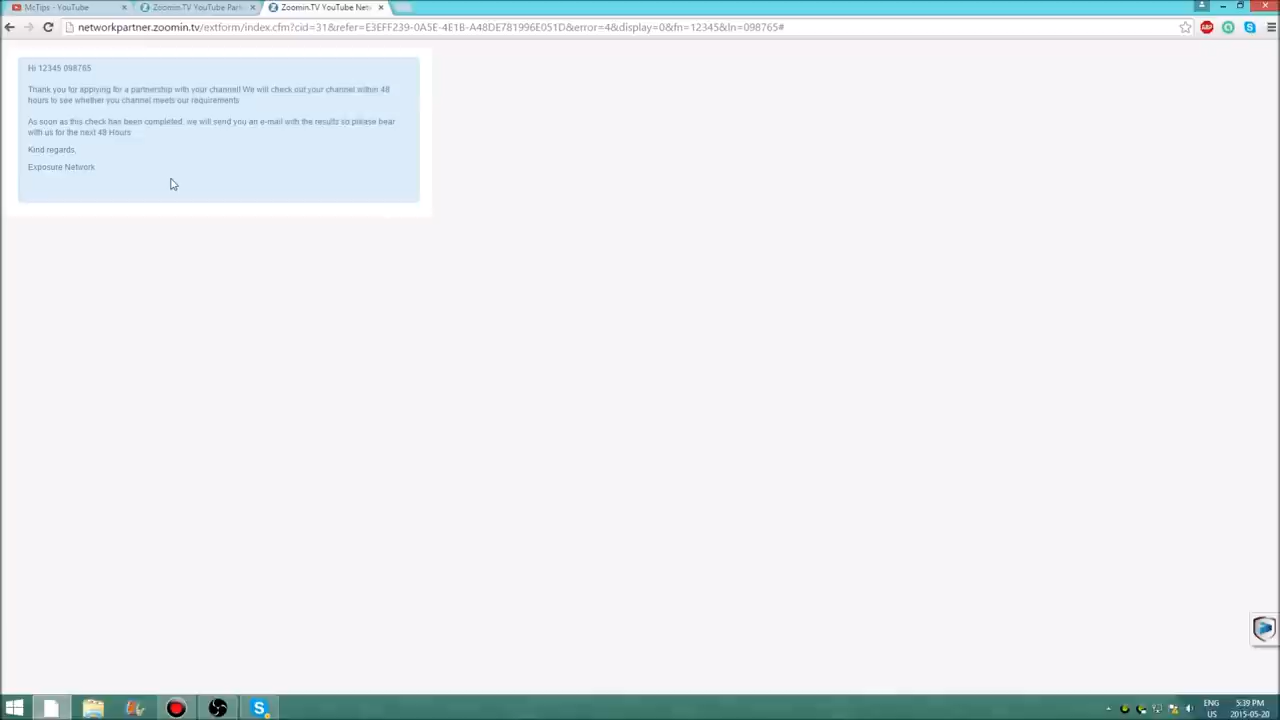 McTips - YouTube
Zoomin.TV YouTube Part
Zoomin.TV YouTube Netw
networkpartner.zoomin.tv/extform/index.cfm?cid=31&refer=E3EFF239-0A5E-4E1B-A48DE781996E051D&error=4&display=0&fn=12345&ln=098765#
ABP
Hi 12345 098765
Thank you for applying for a partnership with your channel! We will check out your channel within 48
hours to see whether you channel meets our requirements
As soon as this check has been completed, we will send you an e-mail with the results so please bear
with us for the next 48 Hours
Kind regards,
Exposure Network
ENG
US
5:39 PM
2015-05-20